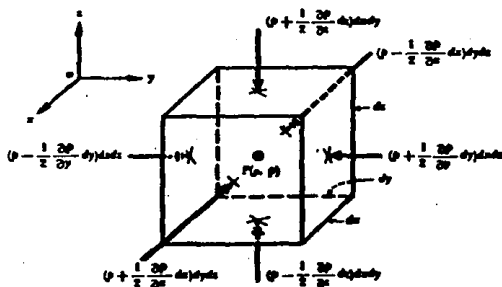 (p + 1/2 ∂p/∂z dz)dxdy
z
(p − 1/2 ∂p/∂x dx)dydz
o
y
x
dz
(p − 1/2 ∂p/∂y dy)dxdz
(p + 1/2 ∂p/∂y dy)dxdz
dy
dx
(p + 1/2 ∂p/∂x dx)dydz
(p − 1/2 ∂p/∂z dz)dxdy